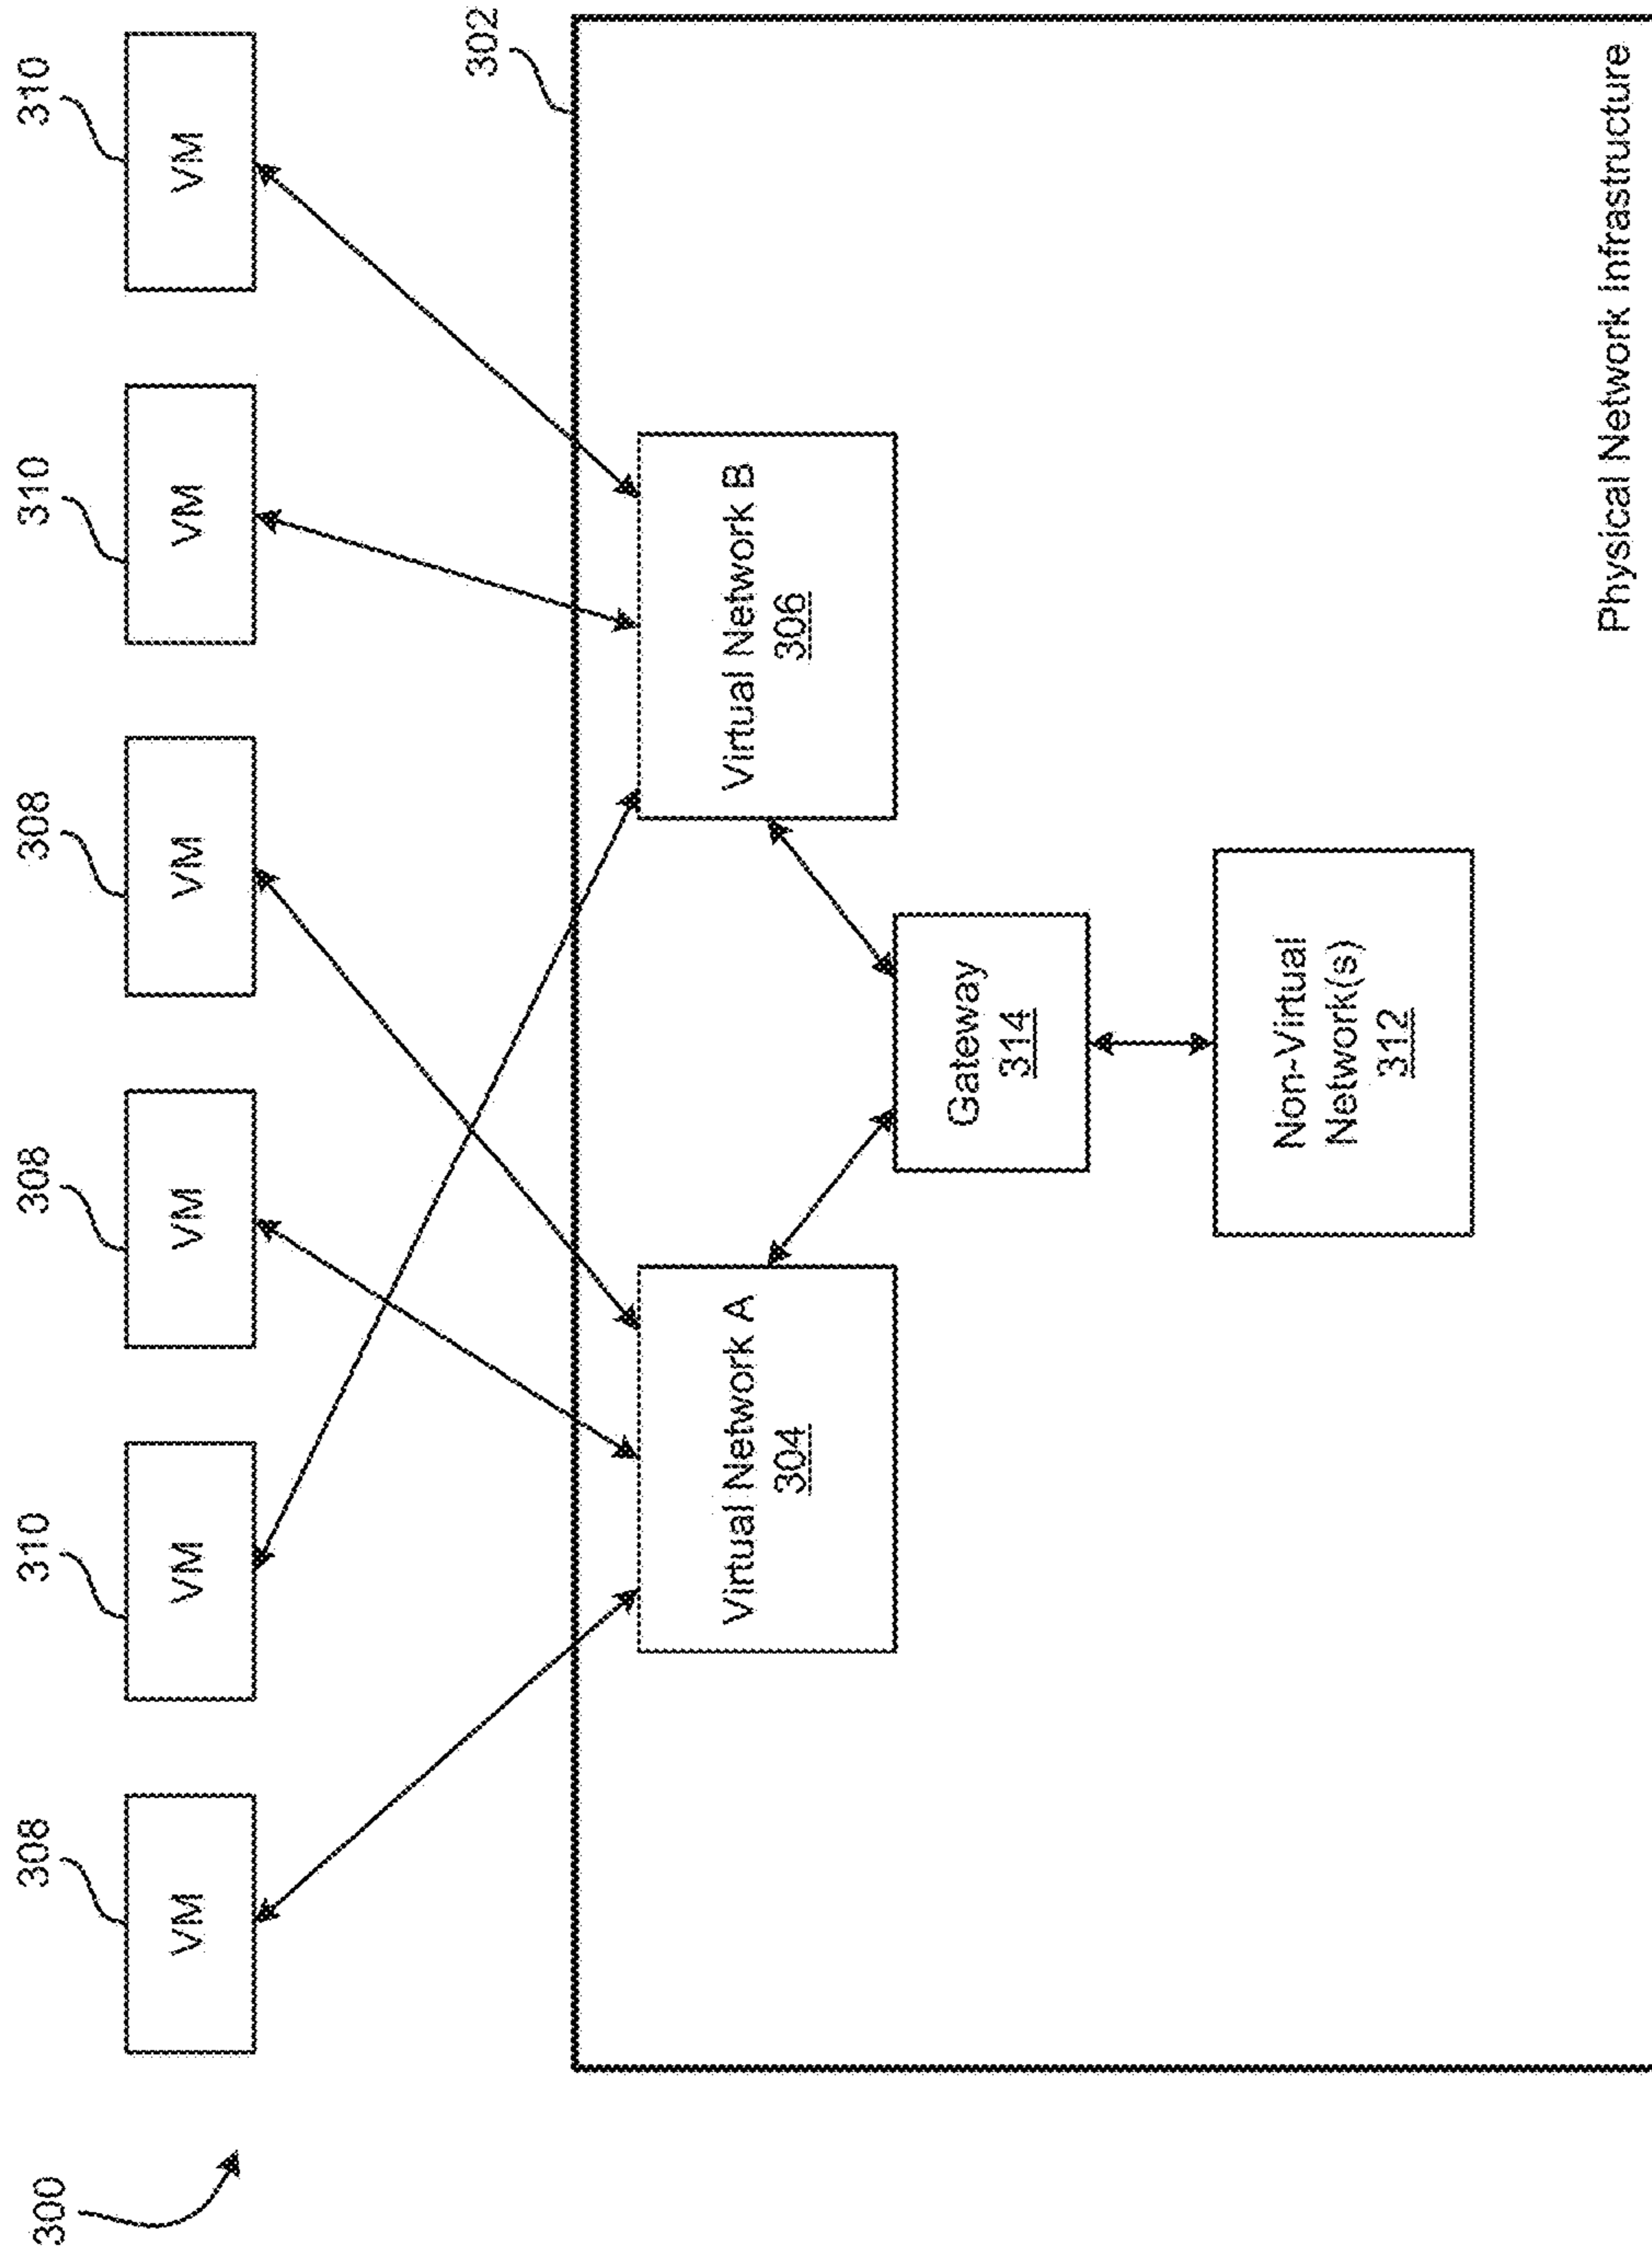 300
308
310
308
308
310
310
VM
VM
VM
VM
VM
VM
302
Virtual Network A
304
Virtual Network B
306
Gateway
314
Non-Virtual
Network(s)
312
Physical Network Infrastructure